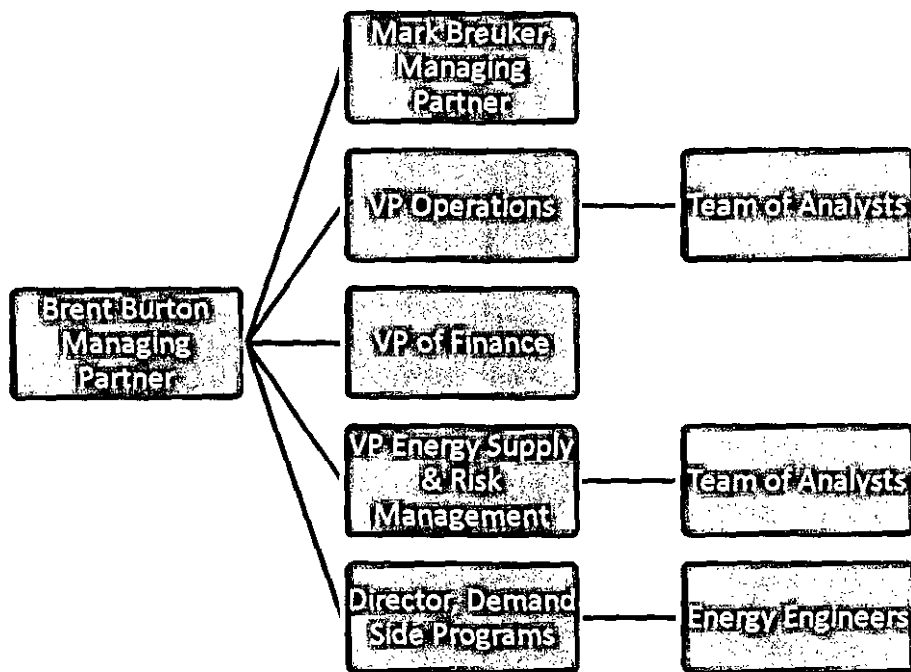 Mark Breuker,
Managing
Partner
VP Operations
Team of Analysts
Brent Burton
Managing
Partner
VP of Finance
VP Energy Supply
& Risk
Management
Team of Analysts
Director, Demand
Side Programs
Energy Engineers